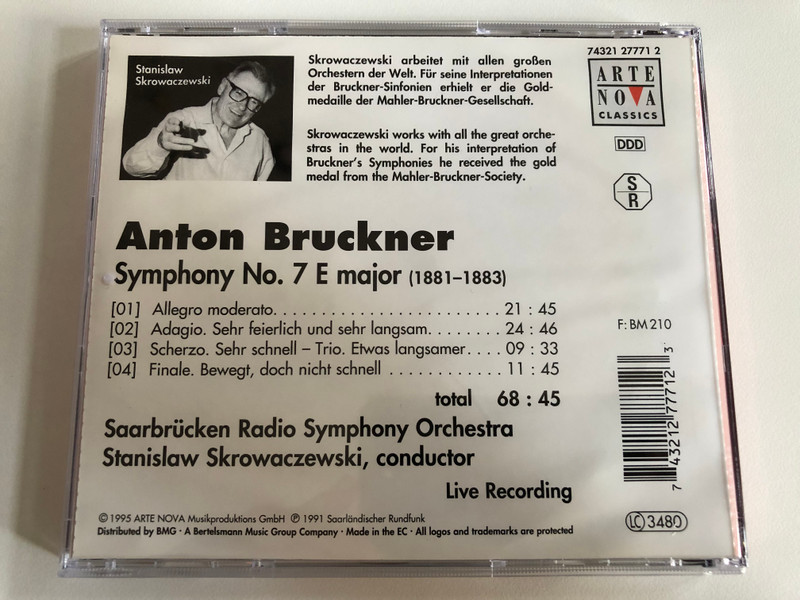 Stanislaw
Skrowaczewski
Skrowaczewski arbeitet mit allen großen
Orchestern der Welt. Für seine Interpretationen
der Bruckner-Sinfonien erhielt er die Gold-
medaille der Mahler-Bruckner-Gesellschaft.
Skrowaczewski works with all the great orche-
stras in the world. For his interpretation of
Bruckner's Symphonies he received the gold
medal from the Mahler-Bruckner-Society.
74321 27771 2
ARTE
NOVA
CLASSICS
DDD
S
R
Anton Bruckner
Symphony No. 7 E major (1881–1883)
[01] Allegro moderato. . . . . . . . . . . . . . . . . . . . . . . . 21 : 45
[02] Adagio. Sehr feierlich und sehr langsam. . . . . . . . 24 : 46
[03] Scherzo. Sehr schnell – Trio. Etwas langsamer. . . . 09 : 33
[04] Finale. Bewegt, doch nicht schnell . . . . . . . . . . . . 11 : 45
total 68 : 45
F: BM 210
Saarbrücken Radio Symphony Orchestra
Stanislaw Skrowaczewski, conductor
Live Recording
7 43212 77712 3
© 1995 ARTE NOVA Musikproduktions GmbH ℗ 1991 Saarländischer Rundfunk
Distributed by BMG · A Bertelsmann Music Group Company · Made in the EC · All logos and trademarks are protected
LC 3480